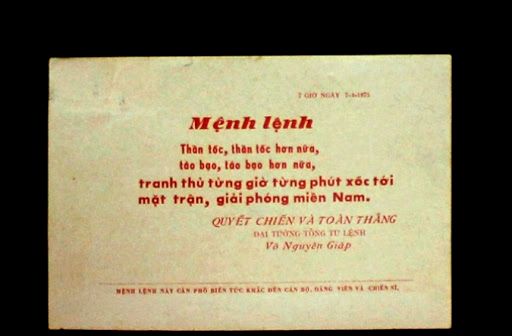 7 GIỜ NGÀY 7-4-1975
Mệnh lệnh
Thần tốc, thần tốc hơn nữa,
táo bạo, táo bạo hơn nữa,
tranh thủ từng giờ từng phút xốc tới
mặt trận, giải phóng miền Nam.
QUYẾT CHIẾN VÀ TOÀN THẮNG
ĐẠI TƯỚNG TỔNG TƯ LỆNH
Võ Nguyên Giáp
MỆNH LỆNH NÀY CẦN PHỔ BIẾN TỨC KHẮC ĐẾN CÁN BỘ, ĐẢNG VIÊN VÀ CHIẾN SĨ.